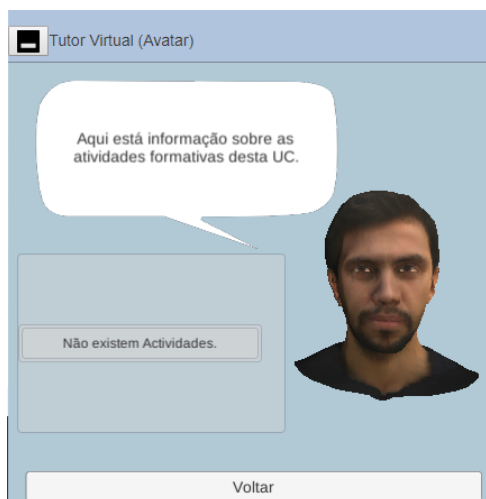 Tutor Virtual (Avatar)
Aqui está informação sobre as
atividades formativas desta UC.
Não existem Actividades.
Voltar